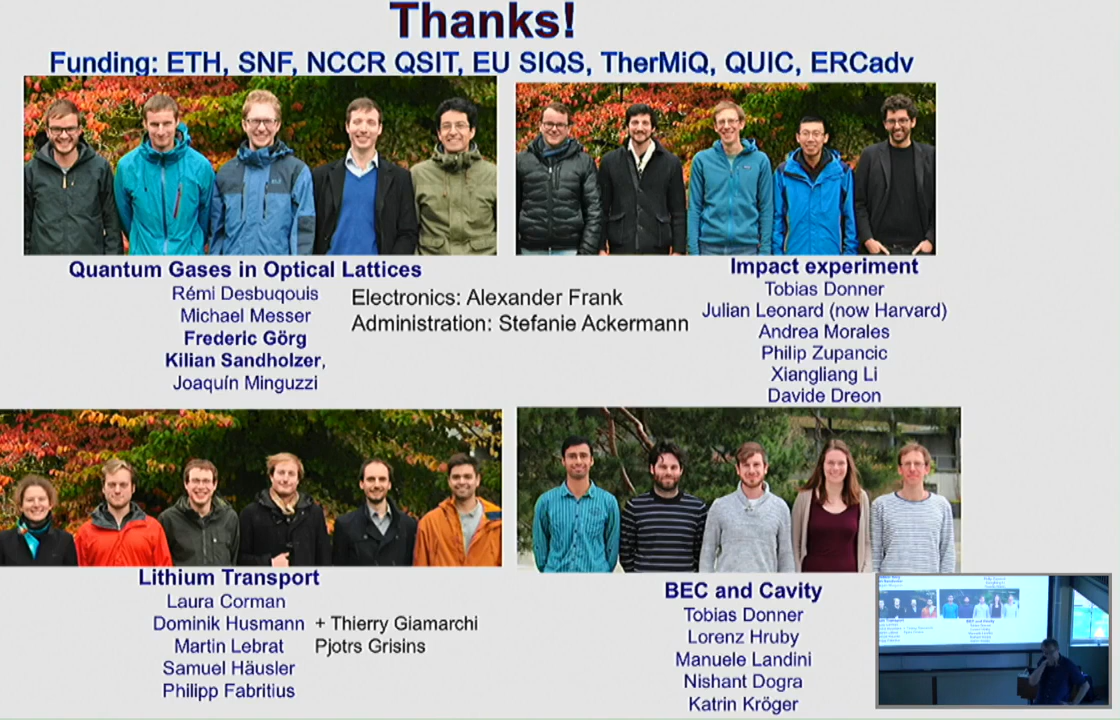 Thanks!
Funding: ETH, SNF, NCCR QSIT, EU SIQS, TherMiQ, QUIC, ERCadv
Quantum Gases in Optical Lattices
Rémi Desbuqouis
Michael Messer
Frederic Görg
Kilian Sandholzer,
Joaquín Minguzzi
Electronics: Alexander Frank
Administration: Stefanie Ackermann
Impact experiment
Tobias Donner
Julian Leonard (now Harvard)
Andrea Morales
Philip Zupancic
Xiangliang Li
Davide Dreon
Lithium Transport
Laura Corman
Dominik Husmann
Martin Lebrat
Samuel Häusler
Philipp Fabritius
+ Thierry Giamarchi
Pjotrs Grisins
BEC and Cavity
Tobias Donner
Lorenz Hruby
Manuele Landini
Nishant Dogra
Katrin Kröger